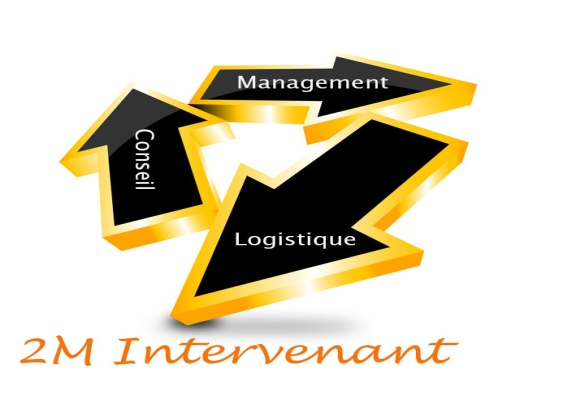 Management
Conseil
Logistique
2M Intervenant